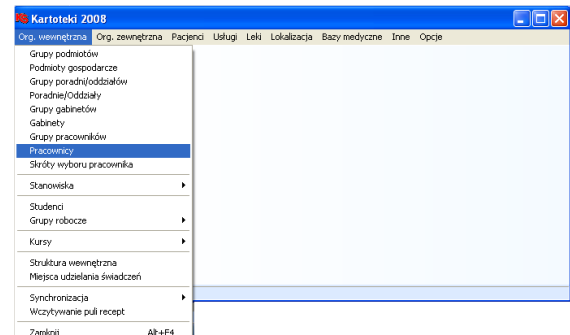 Kartoteki 2008
Org. wewnętrzna Org. zewnętrzna Pacjenci Usługi Leki Lokalizacja Bazy medyczne Inne Opcje
Grupy podmiotów
Podmioty gospodarcze
Grupy poradni/oddziałów
Poradnie/Oddziały
Grupy gabinetów
Gabinety
Grupy pracowników
Pracownicy
Skróty wyboru pracownika
Stanowiska
Studenci
Grupy robocze
Kursy
Struktura wewnętrzna
Miejsca udzielania świadczeń
Synchronizacja
Wczytywanie puli recept
Zamknij Alt+F4